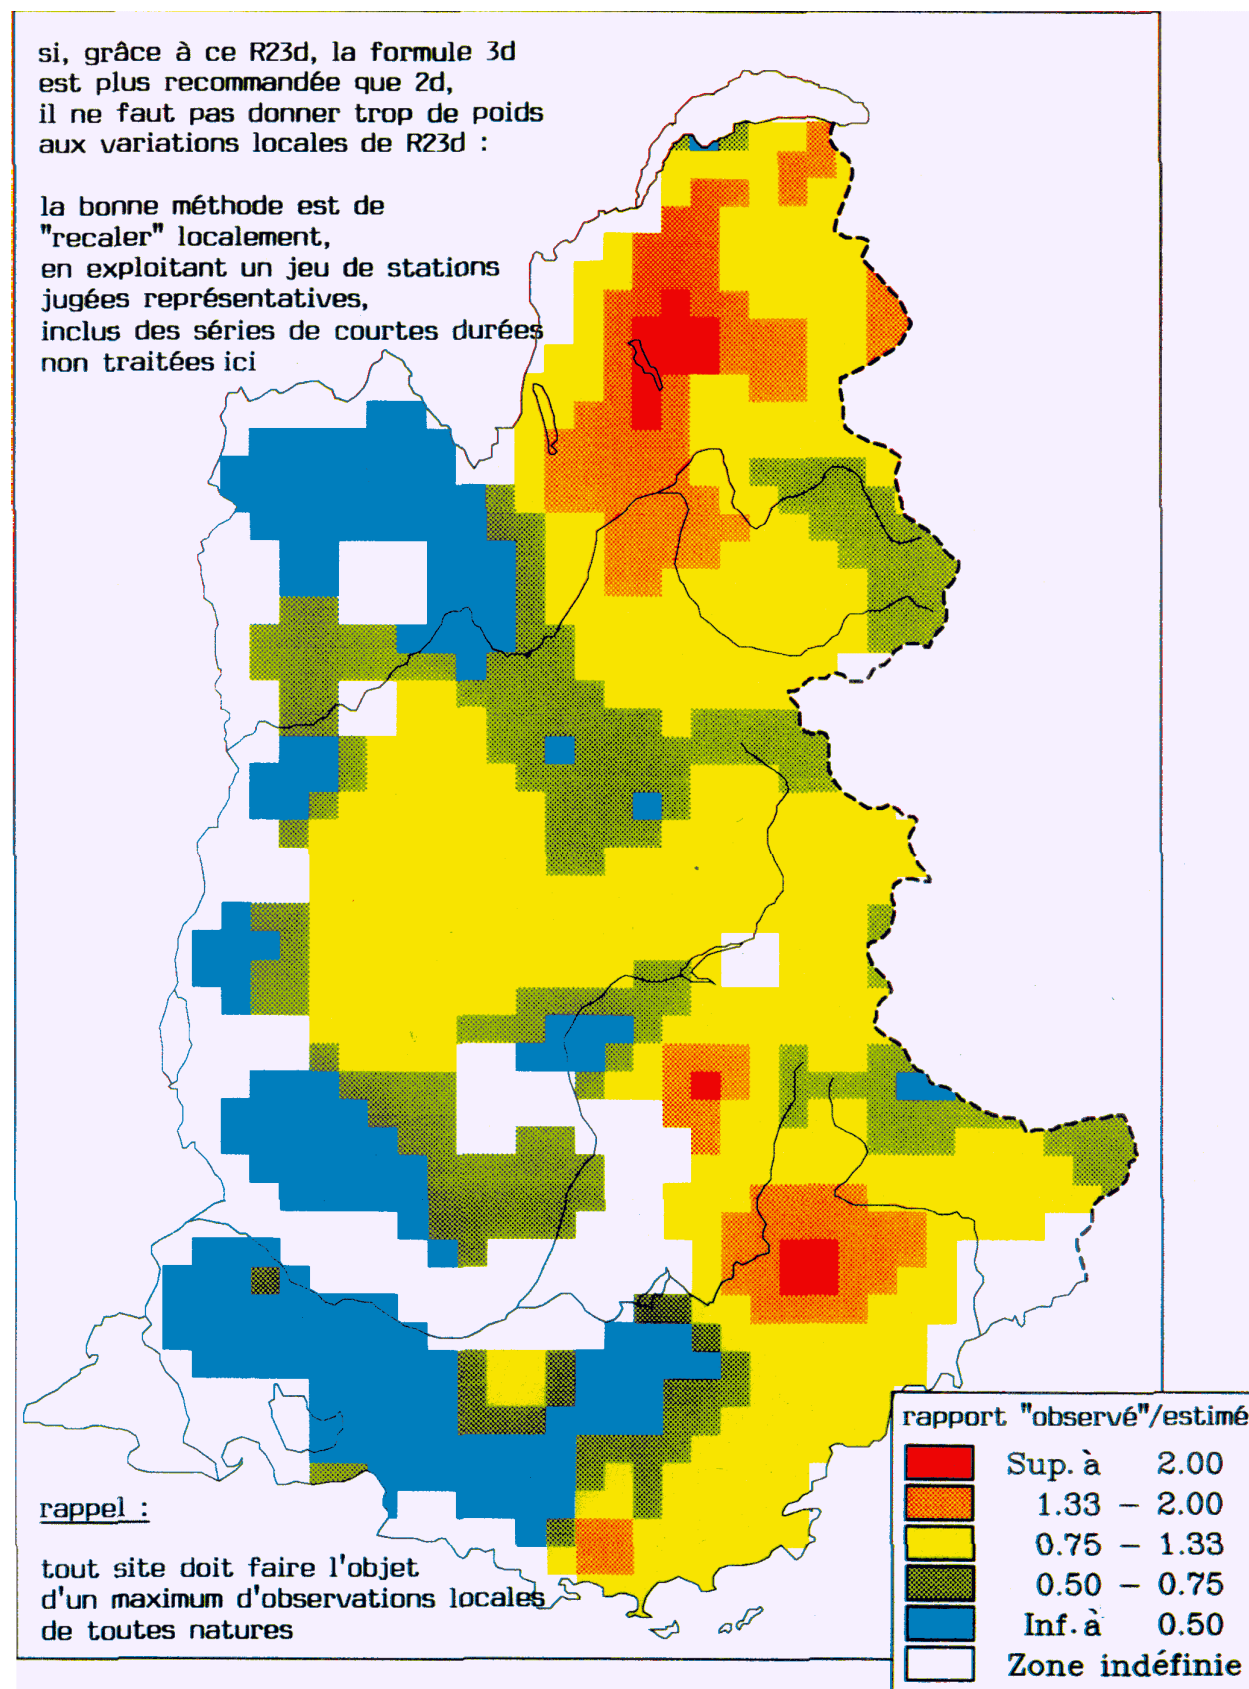 si, grâce à ce R23d, la formule 3d
est plus recommandée que 2d,
il ne faut pas donner trop de poids
aux variations locales de R23d :
la bonne méthode est de
"recaler" localement,
en exploitant un jeu de stations
jugées représentatives,
inclus des séries de courtes durées
non traitées ici
rappel :
tout site doit faire l'objet
d'un maximum d'observations locales
de toutes natures
rapport "observé"/estimé
Sup. à 2.00
1.33 - 2.00
0.75 - 1.33
0.50 - 0.75
Inf. à 0.50
Zone indéfinie